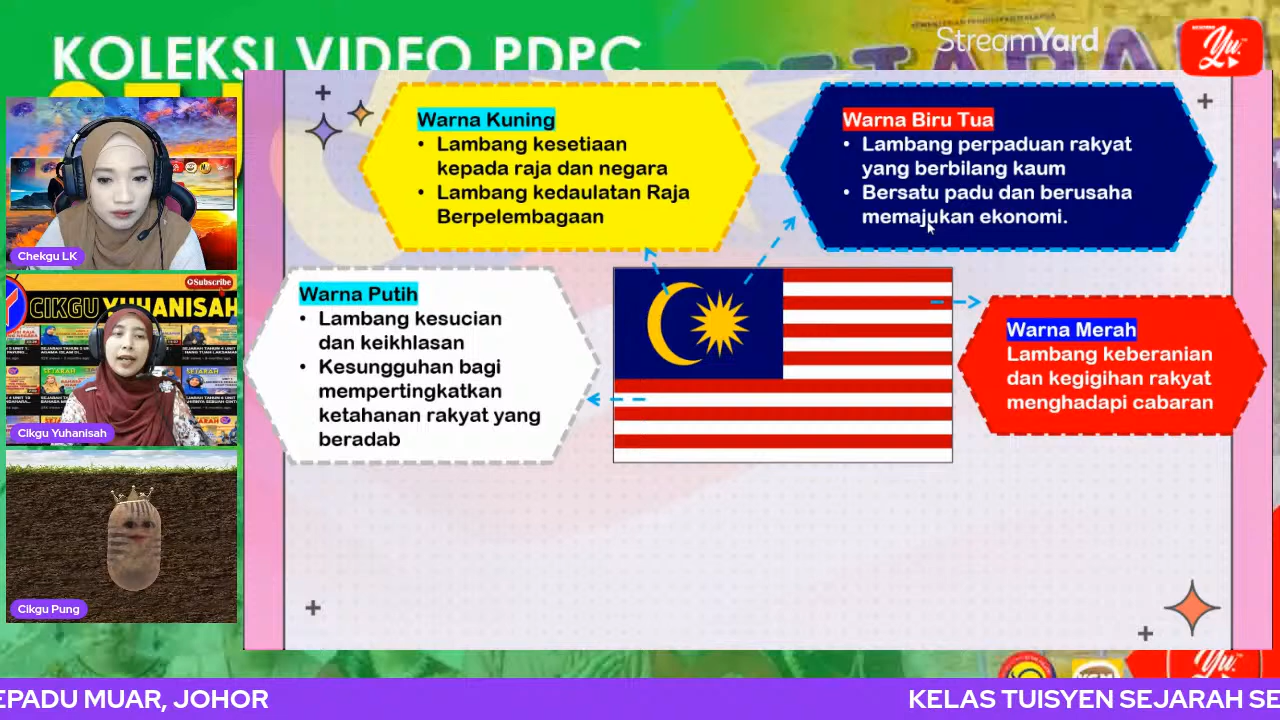 KOLEKSI VIDEO PDPC
StreamYard
Yu
Warna Kuning
• Lambang kesetiaan
kepada raja dan negara
• Lambang kedaulatan Raja
Berpelembagaan
Warna Biru Tua
• Lambang perpaduan rakyat
yang berbilang kaum
• Bersatu padu dan berusaha
memajukan ekonomi.
Warna Putih
• Lambang kesucian
dan keikhlasan
• Kesungguhan bagi
mempertingkatkan
ketahanan rakyat yang
beradab
Warna Merah
Lambang keberanian
dan kegigihan rakyat
menghadapi cabaran
Chekgu LK
Subscribe
CIKGU YUHANISAH
Cikgu Yuhanisah
Cikgu Pung
EPADU MUAR, JOHOR
KELAS TUISYEN SEJARAH SE